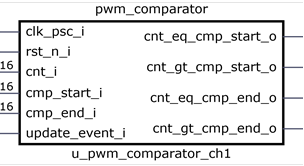 pwm_comparator
clk_psc_i
rst_n_i
16
cnt_i
16
cmp_start_i
16
cmp_end_i
update_event_i
cnt_eq_cmp_start_o
cnt_gt_cmp_start_o
cnt_eq_cmp_end_o
cnt_gt_cmp_end_o
u_pwm_comparator_ch1